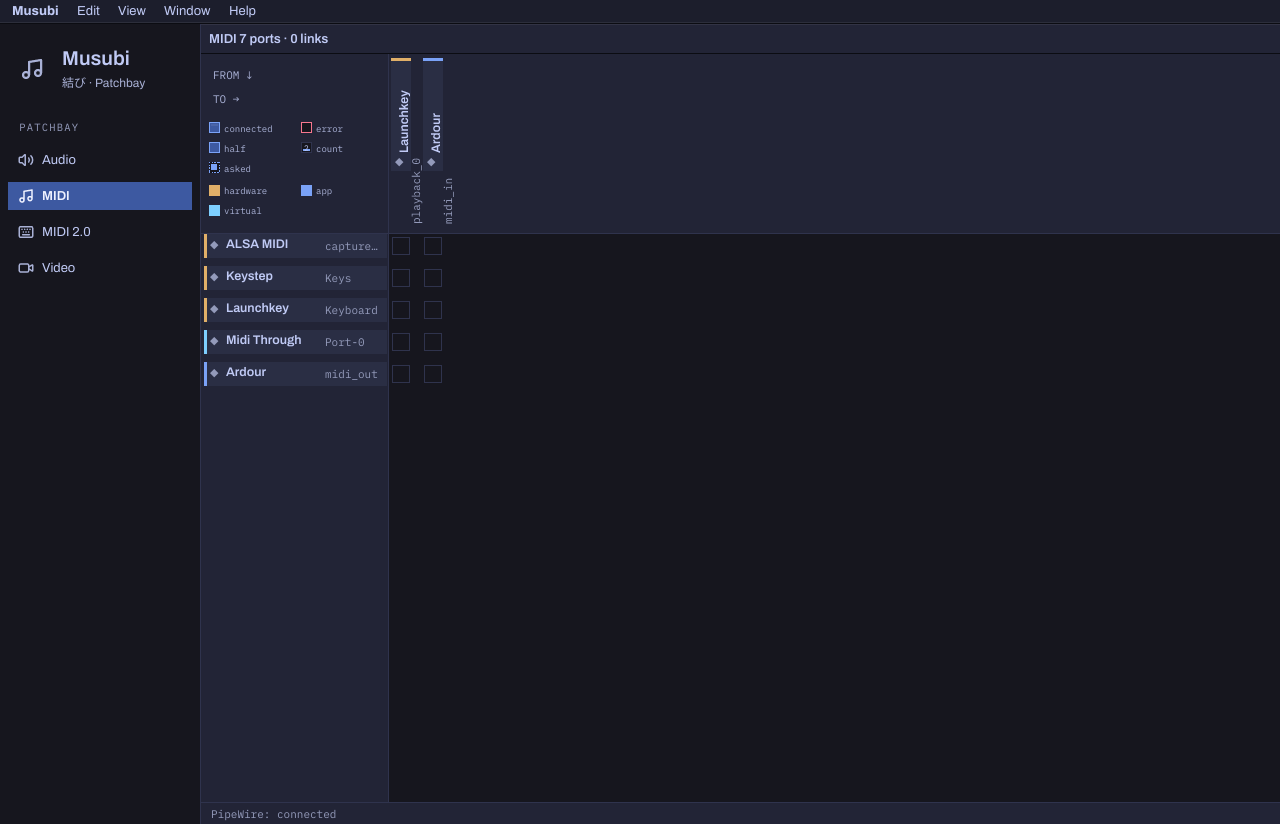 Musubi Edit View Window Help
Musubi
結び · Patchbay
PATCHBAY
Audio
MIDI
MIDI 2.0
Video
MIDI 7 ports · 0 links
FROM ↓
TO →
connected error
half 2 count
asked
hardware app
virtual
Launchkey
playback_0
Ardour
midi_in
ALSA MIDI capture…
Keystep Keys
Launchkey Keyboard
Midi Through Port-0
Ardour midi_out
PipeWire: connected